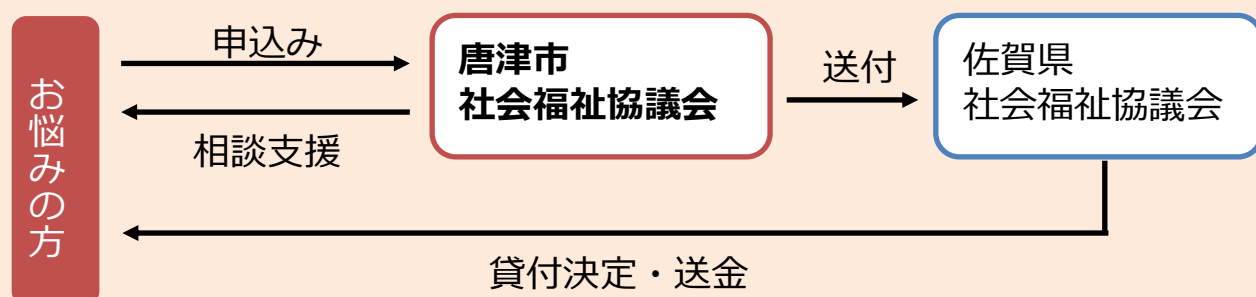 お悩みの方
申込み
相談支援
唐津市
社会福祉協議会
送付
佐賀県
社会福祉協議会
貸付決定・送金